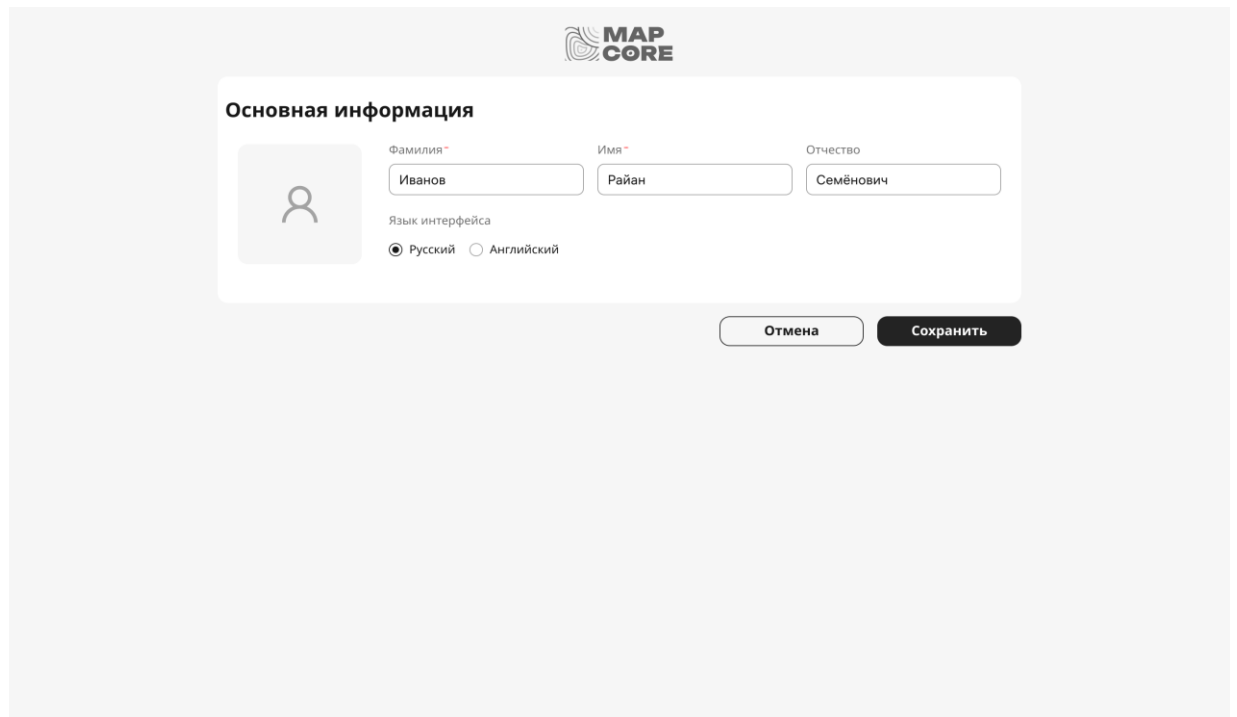 MAP
CORE
Основная информация
Фамилия* Имя* Отчество
Иванов Райан Семёнович
Язык интерфейса
Русский Английский
Отмена Сохранить